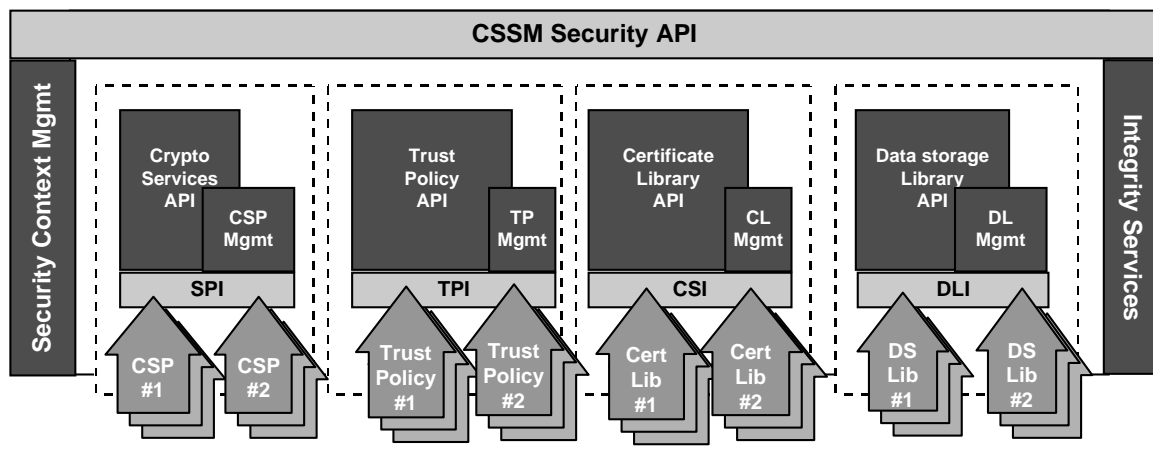 CSSM Security API
Security Context Mgmt
Integrity Services
Crypto
Services
API
CSP
Mgmt
SPI
CSP
#1
CSP
#2
Trust
Policy
API
TP
Mgmt
TPI
Trust
Policy
#1
Trust
Policy
#2
Certificate
Library
API
CL
Mgmt
CSI
Cert
Lib
#1
Cert
Lib
#2
Data storage
Library
API
DL
Mgmt
DLI
DS
Lib
#1
DS
Lib
#2